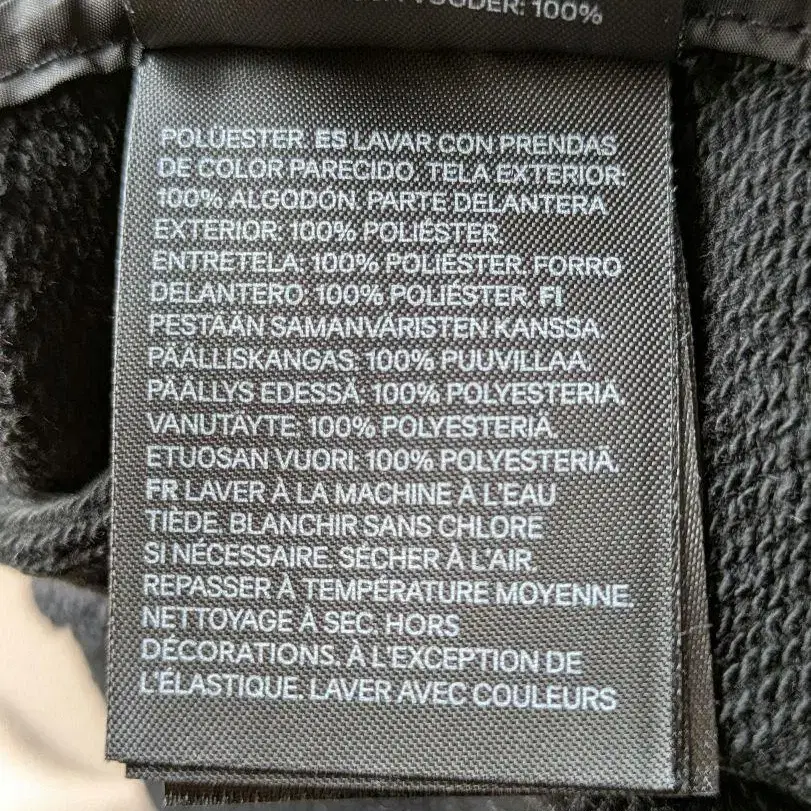 VOODER: 100%
POLÜESTER. ES LAVAR CON PRENDAS
DE COLOR PARECIDO. TELA EXTERIOR:
100% ALGODÓN. PARTE DELANTERA
EXTERIOR: 100% POLIÉSTER.
ENTRETELA: 100% POLIÉSTER. FORRO
DELANTERO: 100% POLIÉSTER. FI
PESTÄÄN SAMANVÄRISTEN KANSSA.
PÄÄLLISKANGAS: 100% PUUVILLAA.
PÄÄLLYS EDESSÄ: 100% POLYESTERIÄ.
VANUTÄYTE: 100% POLYESTERIÄ.
ETUOSAN VUORI: 100% POLYESTERIÄ.
FR LAVER À LA MACHINE À L'EAU
TIÈDE. BLANCHIR SANS CHLORE
SI NÉCESSAIRE. SÉCHER À L'AIR.
REPASSER À TEMPÉRATURE MOYENNE.
NETTOYAGE À SEC. HORS
DÉCORATIONS. À L'EXCEPTION DE
L'ÉLASTIQUE. LAVER AVEC COULEURS